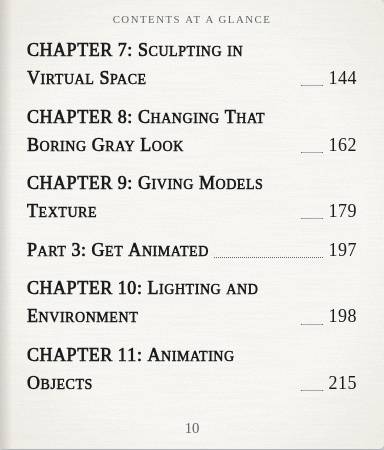 CONTENTS AT A GLANCE
CHAPTER 7: SCULPTING IN
VIRTUAL SPACE 144
CHAPTER 8: CHANGING THAT
BORING GRAY LOOK 162
CHAPTER 9: GIVING MODELS
TEXTURE 179
PART 3: GET ANIMATED 197
CHAPTER 10: LIGHTING AND
ENVIRONMENT 198
CHAPTER 11: ANIMATING
OBJECTS 215
10